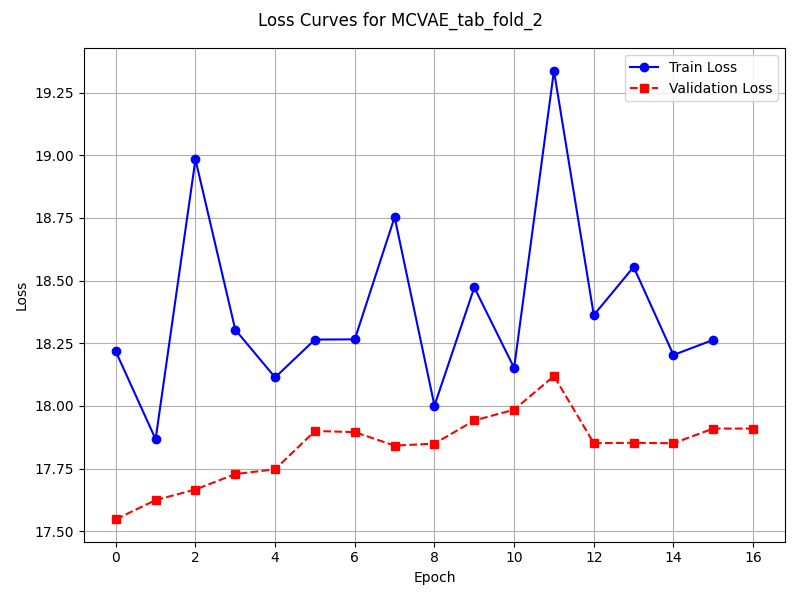 Loss Curves for MCVAE_tab_fold_2
Train Loss
Validation Loss
19.25
19.00
18.75
18.50
18.25
18.00
17.75
17.50
Loss
0 2 4 6 8 10 12 14 16
Epoch